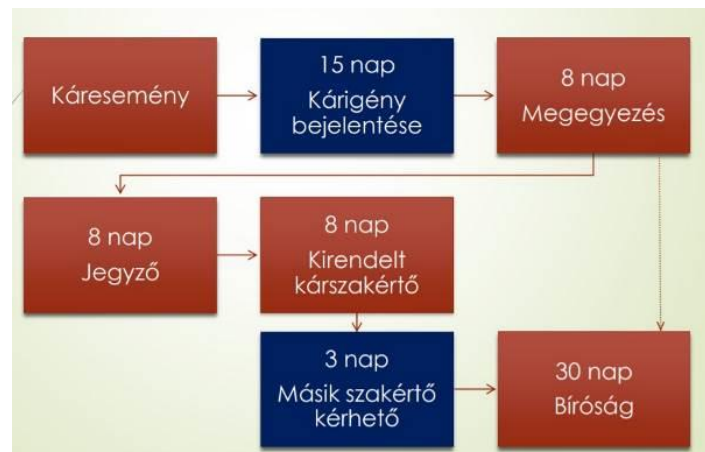 Káresemény
15 nap
Kárigény
bejelentése
8 nap
Megegyezés
8 nap
Jegyző
8 nap
Kirendelt
kárszakértő
3 nap
Másik szakértő
kérhető
30 nap
Bíróság